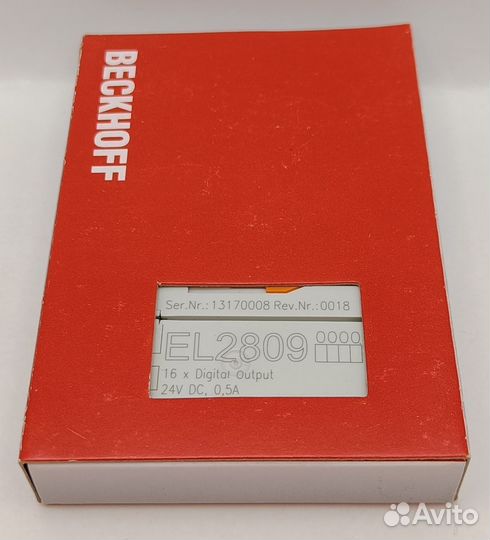 BECKHOFF
Ser.Nr.:13170008 Rev.Nr.:0018
EL2809
16 x Digital Output
24V DC, 0,5A
Avito